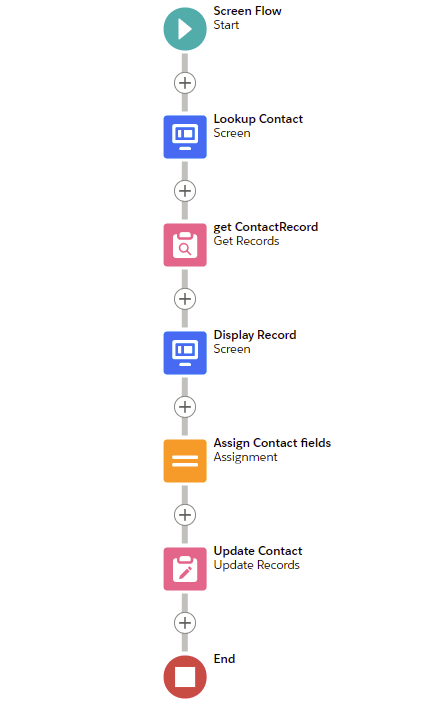 Screen Flow
Start
Lookup Contact
Screen
get ContactRecord
Get Records
Display Record
Screen
Assign Contact fields
Assignment
Update Contact
Update Records
End